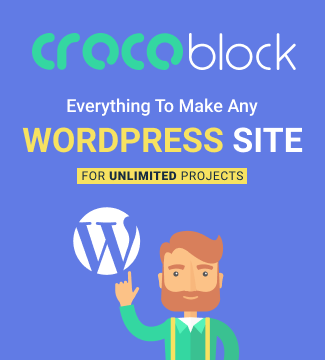 crocoblock
Everything To Make Any
WORDPRESS SITE
FOR UNLIMITED PROJECTS
W